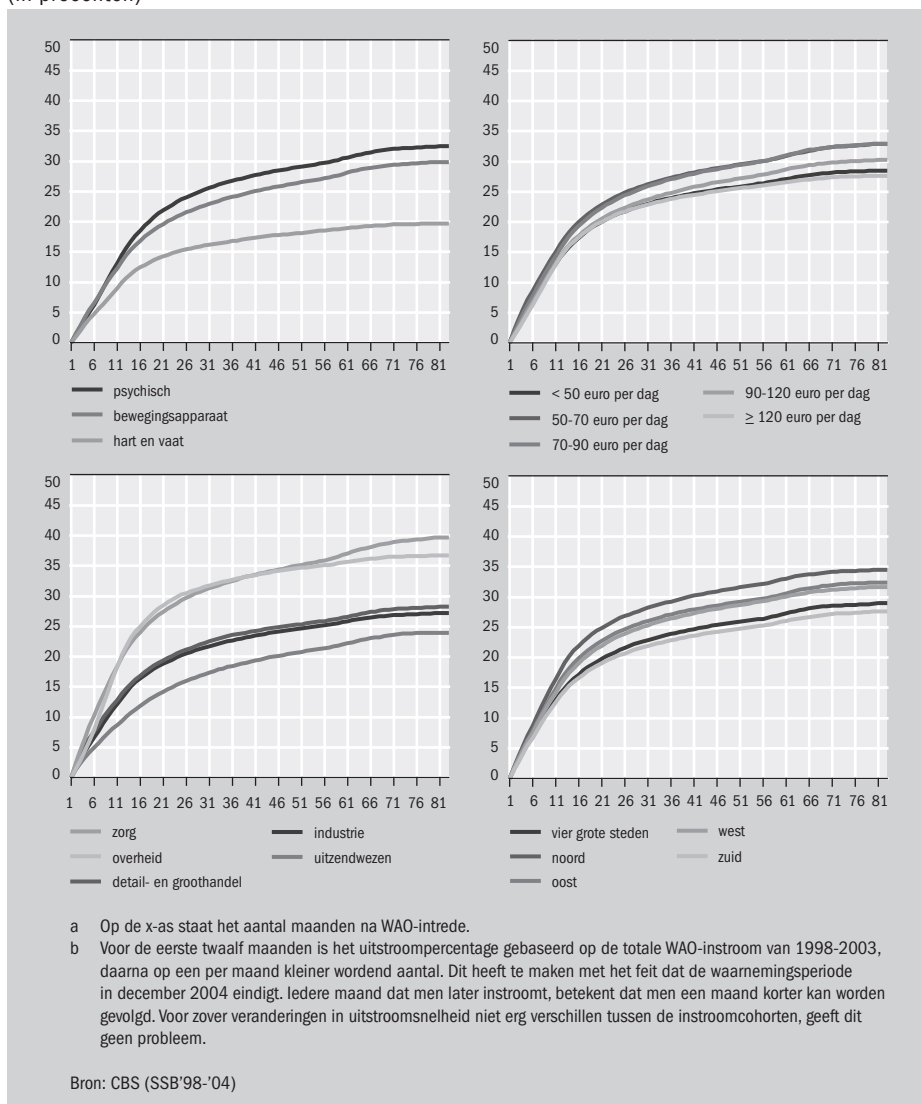 50
45
40
35
30
25
20
15
10
5
0
1 6 11 16 21 26 31 36 41 46 51 56 61 66 71 76 81
psychisch
bewegingsapparaat
hart en vaat
50
45
40
35
30
25
20
15
10
5
0
1 6 11 16 21 26 31 36 41 46 51 56 61 66 71 76 81
< 50 euro per dag
50-70 euro per dag
70-90 euro per dag
90-120 euro per dag
≥ 120 euro per dag
50
45
40
35
30
25
20
15
10
5
0
1 6 11 16 21 26 31 36 41 46 51 56 61 66 71 76 81
zorg
overheid
detail- en groothandel
industrie
uitzendwezen
50
45
40
35
30
25
20
15
10
5
0
1 6 11 16 21 26 31 36 41 46 51 56 61 66 71 76 81
vier grote steden
noord
oost
west
zuid
a Op de x-as staat het aantal maanden na WAO-intrede.
b Voor de eerste twaalf maanden is het uitstroompercentage gebaseerd op de totale WAO-instroom van 1998-2003,
daarna op een per maand kleiner wordend aantal. Dit heeft te maken met het feit dat de waarnemingsperiode
in december 2004 eindigt. Iedere maand dat men later instroomt, betekent dat men een maand korter kan worden
gevolgd. Voor zover veranderingen in uitstroomsnelheid niet erg verschillen tussen de instroomcohorten, geeft dit
geen probleem.
Bron: CBS (SSB'98-'04)